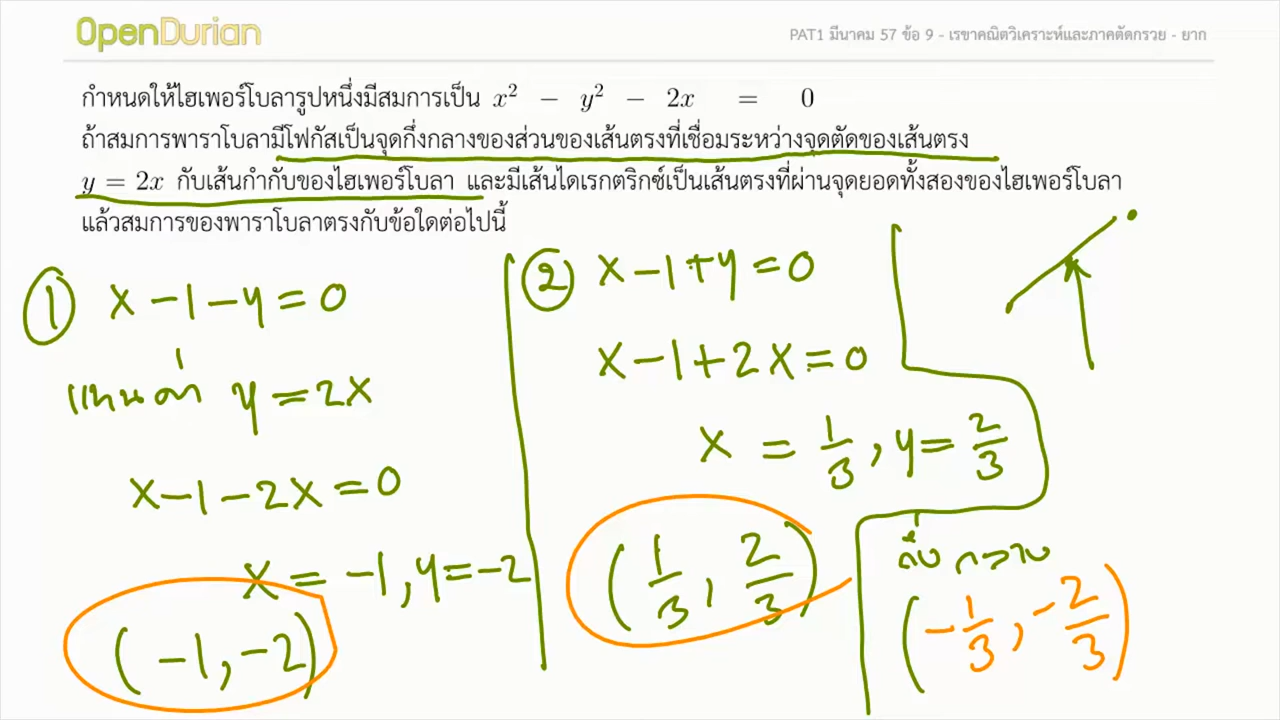 OpenDurian
PAT1 มีนาคม 57 ข้อ 9 - เรขาคณิตวิเคราะห์และภาคตัดกรวย - ยาก
กำหนดให้ไฮเพอร์โบลารูปหนึ่งมีสมการเป็น x² − y² − 2x = 0
ถ้าสมการพาราโบลามีโฟกัสเป็นจุดกึ่งกลางของส่วนของเส้นตรงที่เชื่อมระหว่างจุดตัดของเส้นตรง
y = 2x กับเส้นกำกับของไฮเพอร์โบลา และมีเส้นไดเรกตริกซ์เป็นเส้นตรงที่ผ่านจุดยอดทั้งสองของไฮเพอร์โบลา
แล้วสมการของพาราโบลาตรงกับข้อใดต่อไปนี้
① x − 1 − y = 0
แทนค่า y = 2x
x − 1 − 2x = 0
x = −1, y = −2
(−1, −2)
② x − 1 + y = 0
x − 1 + 2x = 0
x = 1/3, y = 2/3
(1/3, 2/3)
กึ่งกลาง
(−1/3, −2/3)